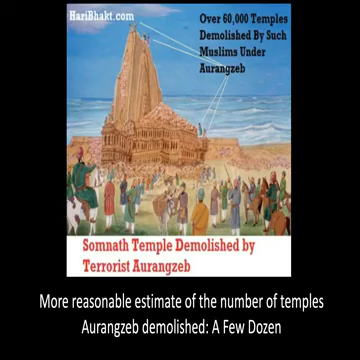 HariBhakt.com
Over 60,000 Temples
Demolished By Such
Muslims Under
Aurangzeb
Somnath Temple Demolished by
Terrorist Aurangzeb
More reasonable estimate of the number of temples
Aurangzeb demolished: A Few Dozen